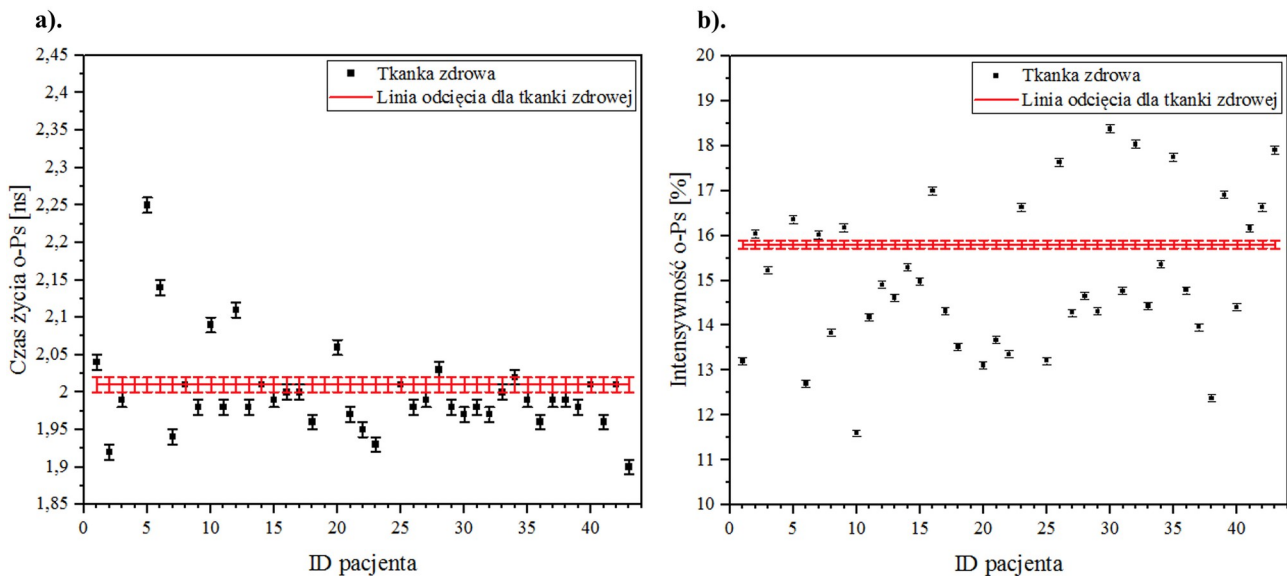 a).
Czas życia o-Ps [ns]
2,45
2,4
2,35
2,3
2,25
2,2
2,15
2,1
2,05
2
1,95
1,9
1,85
Tkanka zdrowa
Linia odcięcia dla tkanki zdrowej
0 5 10 15 20 25 30 35 40
ID pacjenta
b).
Intensywność o-Ps [%]
20
19
18
17
16
15
14
13
12
11
10
Tkanka zdrowa
Linia odcięcia dla tkanki zdrowej
0 5 10 15 20 25 30 35 40
ID pacjenta